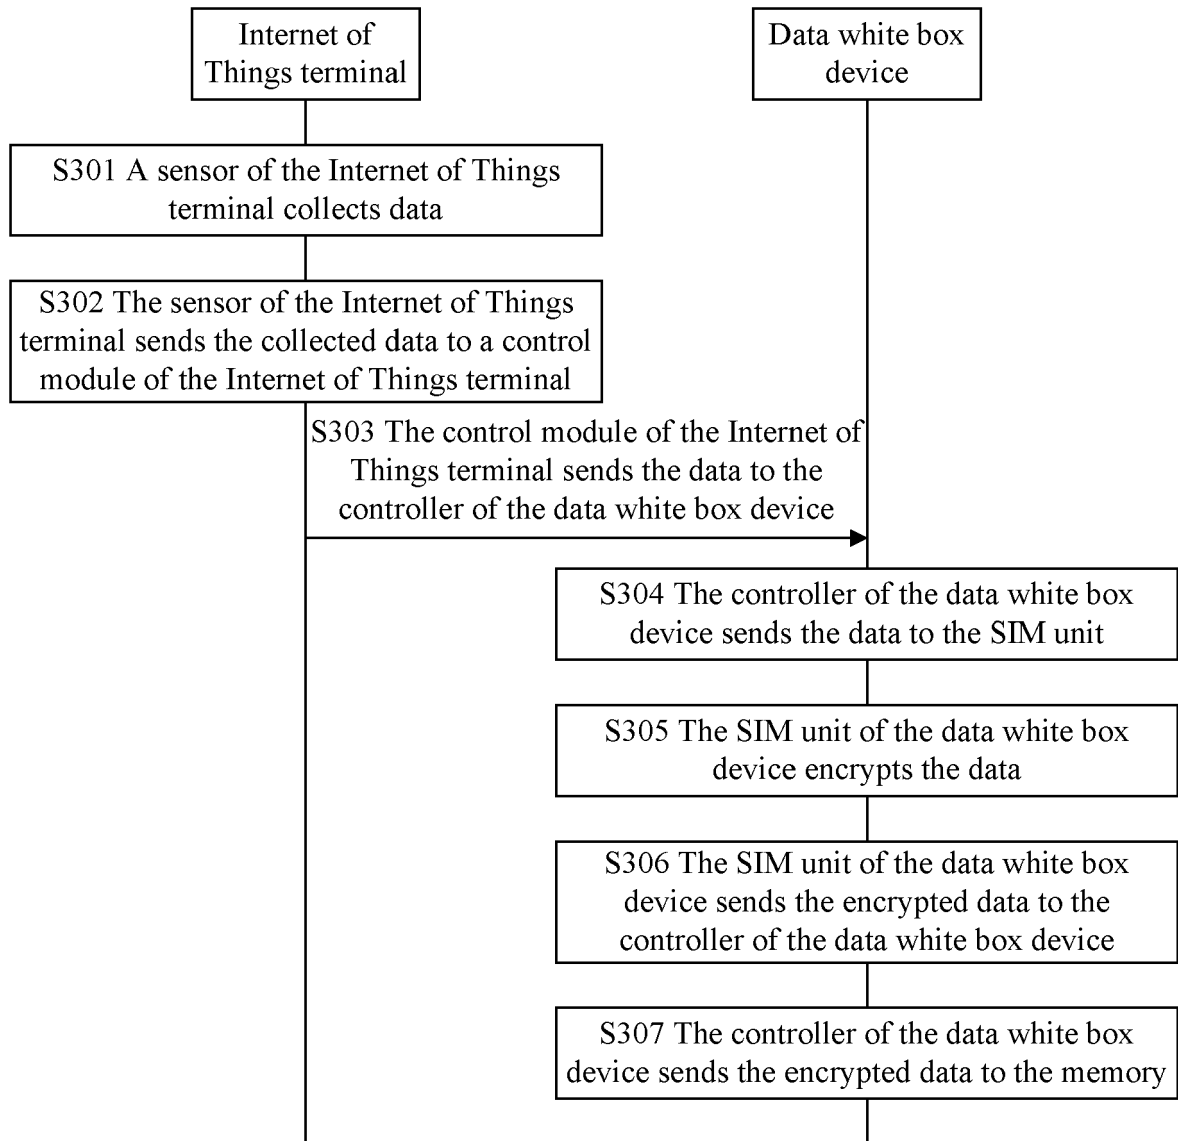 Internet of
Things terminal
Data white box
device
S301 A sensor of the Internet of Things
terminal collects data
S302 The sensor of the Internet of Things
terminal sends the collected data to a control
module of the Internet of Things terminal
S303 The control module of the Internet of
Things terminal sends the data to the
controller of the data white box device
S304 The controller of the data white box
device sends the data to the SIM unit
S305 The SIM unit of the data white box
device encrypts the data
S306 The SIM unit of the data white box
device sends the encrypted data to the
controller of the data white box device
S307 The controller of the data white box
device sends the encrypted data to the memory